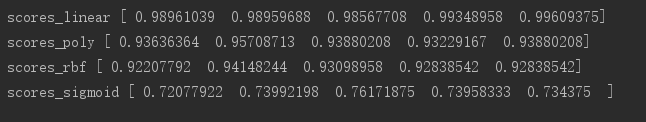 scores_linear [ 0.98961039  0.98959688  0.98567708  0.99348958  0.99609375]
scores_poly [ 0.93636364  0.95708713  0.93880208  0.93229167  0.93880208]
scores_rbf [ 0.92207792  0.94148244  0.93098958  0.92838542  0.92838542]
scores_sigmoid [ 0.72077922  0.73992198  0.76171875  0.73958333  0.734375  ]